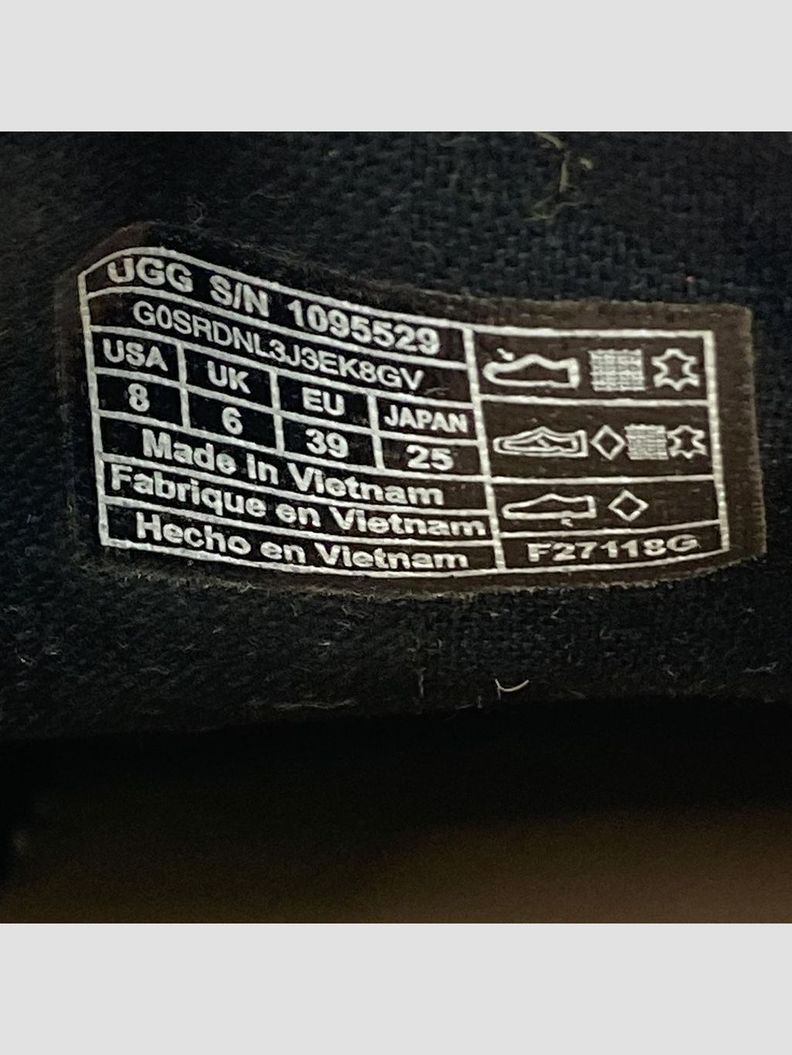 UGG S/N 1095529
G0SRDNL3J3EK8GV
USA UK EU JAPAN
8 6 39 25
Made in Vietnam
Fabrique en Vietnam
Hecho en Vietnam
F27118G